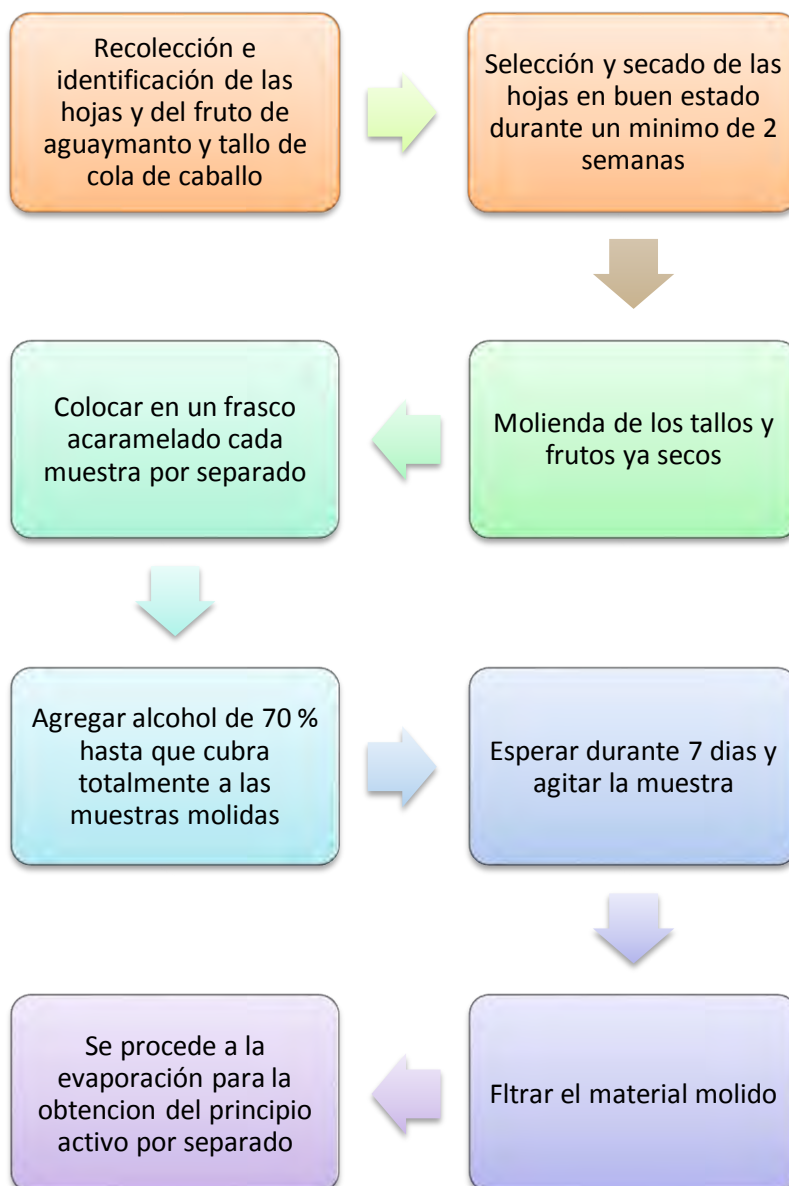 Recolección e
identificación de las
hojas y del fruto de
aguaymanto y tallo de
cola de caballo
Selección y secado de las
hojas en buen estado
durante un minimo de 2
semanas
Molienda de los tallos y
frutos ya secos
Colocar en un frasco
acaramelado cada
muestra por separado
Agregar alcohol de 70 %
hasta que cubra
totalmente a las
muestras molidas
Esperar durante 7 dias y
agitar la muestra
Fltrar el material molido
Se procede a la
evaporación para la
obtencion del principio
activo por separado